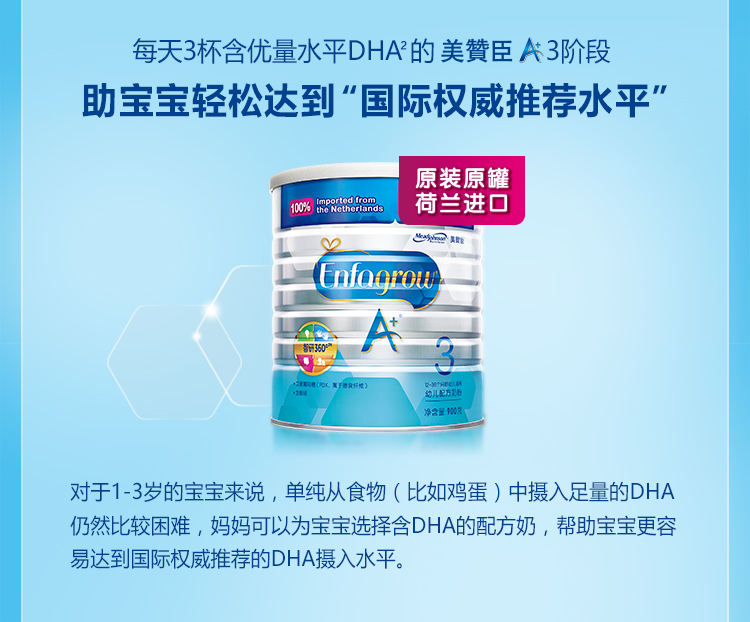 每天3杯含优量水平DHA²的 美赞臣 A+ 3阶段
助宝宝轻松达到“国际权威推荐水平”
原装原罐
荷兰进口
100% Imported from
the Netherlands
MeadJohnson 美赞臣
Enfagrow
A+
智研360°™
3
幼儿配方奶粉
净含量:900克
对于1-3岁的宝宝来说，单纯从食物（比如鸡蛋）中摄入足量的DHA
仍然比较困难，妈妈可以为宝宝选择含DHA的配方奶，帮助宝宝更容
易达到国际权威推荐的DHA摄入水平。